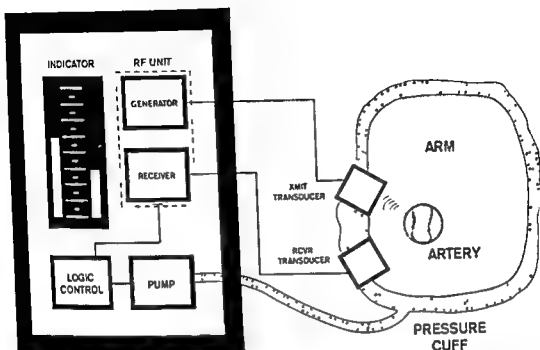 INDICATOR
RF UNIT
GENERATOR
RECEIVER
LOGIC
CONTROL
PUMP
XMIT
TRANSDUCER
RCVR
TRANSDUCER
ARM
ARTERY
PRESSURE
CUFF